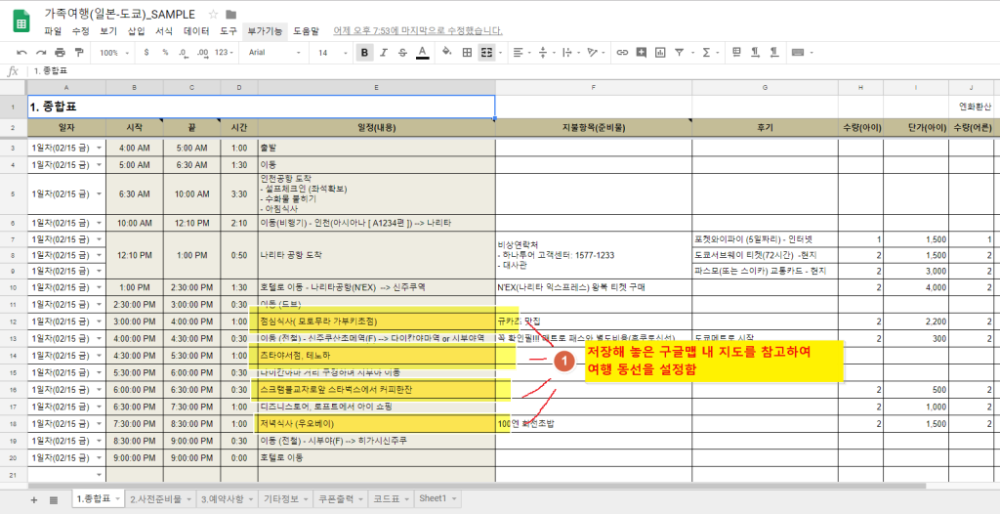 가족여행(일본-도쿄)_SAMPLE
파일 수정 보기 삽입 서식 데이터 도구 부가기능 도움말 어제 오후 7:53에 마지막으로 수정했습니다.
100% $ % .0 .00 123 Arial 14 B I S A
fx 1. 종합표
A B C D E F G H I J
1 1. 종합표 연화환산
2 일자 시작 끝 시간 일정(내용) 지불항목(준비물) 후기 수량(아이) 단가(아이) 수량(어른)
3 1일자(02/15 금) 4:00 AM 5:00 AM 1:00 출발
4 1일자(02/15 금) 5:00 AM 6:30 AM 1:30 이동
인천공항 도착
- 셀프체크인 (좌석확보)
5 1일자(02/15 금) 6:30 AM 10:00 AM 3:30 - 수화물 붙히기
- 아침식사
6 1일자(02/15 금) 10:00 AM 12:10 PM 2:10 이동(비행기) - 인천(아시아나 [ A1234편 ]) --> 나리타
7 1일자(02/15 금) 비상연락처 포켓와이파이 (5일짜리) - 인터넷 1 1,500 1
8 1일자(02/15 금) 12:10 PM 1:00 PM 0:50 나리타 공항 도착 - 하나투어 고객센터: 1577-1233 도쿄서브웨이 티켓(72시간) -현지 2 1,500 2
9 1일자(02/15 금) - 대사관 파스모(또는 스이카) 교통카드 - 현지 2 3,000 2
10 1일자(02/15 금) 1:00 PM 2:30:00 PM 1:30 호텔로 이동 - 나리타공항(N'EX) --> 신주쿠역 N'EX(나리타 익스프레스) 왕복 티켓 구매 2 4,000 2
11 1일자(02/15 금) 2:30:00 PM 3:00:00 PM 0:30 이동 (도보)
12 1일자(02/15 금) 3:00:00 PM 4:00:00 PM 1:00 점심식사( 모토무라 가부키초점) 규카츠 맛집 2 2,200 2
13 1일자(02/15 금) 4:00:00 PM 4:30:00 PM 0:30 이동 (전철) - 신주쿠산초메역(F) --> 다이칸야마역 or 시부야역 꼭 확인필!!! 메트로 패스와 별도비용(후쿠토신선) 도쿄메트로 시작 2 300 2
14 1일자(02/15 금) 4:30:00 PM 5:30:00 PM 1:00 츠타야서점, 테노하
15 1일자(02/15 금) 5:30:00 PM 6:00:00 PM 0:30 다이칸야마 거리 구경하며 시부야 이동
16 1일자(02/15 금) 6:00:00 PM 6:30:00 PM 0:30 스크램블교자로앞 스타벅스에서 커피한잔 2 500 2
17 1일자(02/15 금) 6:30:00 PM 7:30:00 PM 1:00 디즈니스토어, 로프트에서 아이 쇼핑 2 1,000 2
18 1일자(02/15 금) 7:30:00 PM 8:30:00 PM 1:00 저녁식사 (우오베이) 100엔 회전초밥 2 1,500 2
19 1일자(02/15 금) 8:30:00 PM 9:00:00 PM 0:30 이동 (전철) - 시부야(F) --> 히가시신주쿠
20 1일자(02/15 금) 9:00:00 PM 9:00:00 PM 0:00 호텔로 이동
21
1 저장해 놓은 구글맵 내 지도를 참고하여
여행 동선을 설정함
1.종합표 2.사전준비율 3.예약사항 기타정보 쿠폰출력 코드표 Sheet1